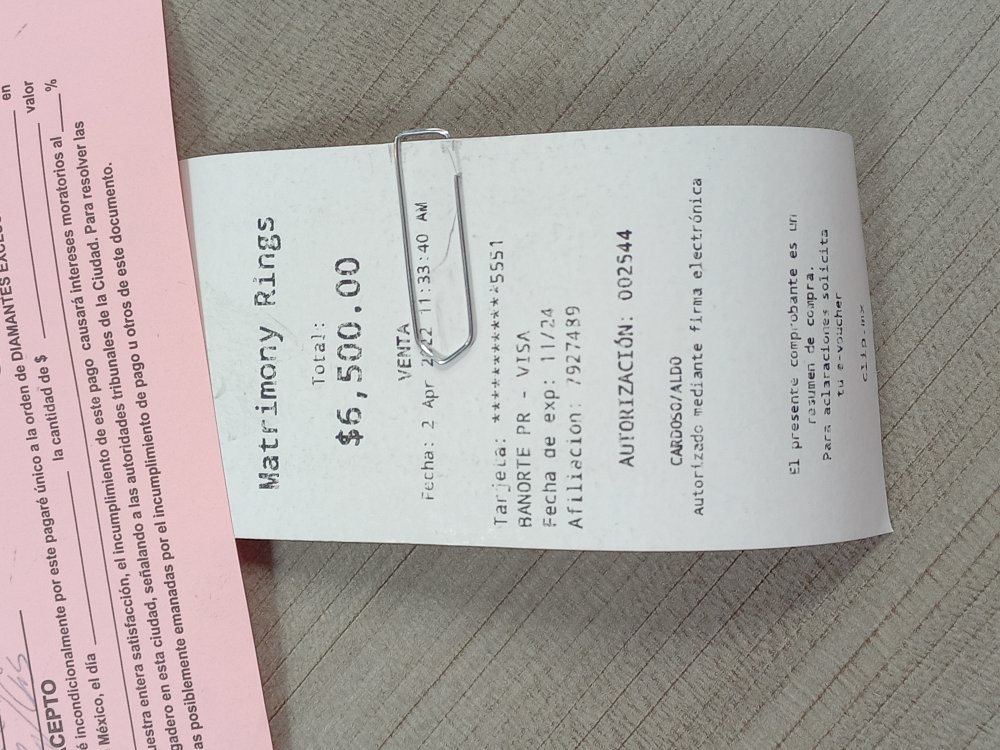 en
é incondicionalmente por este pagaré único a la orden de DIAMANTES
México, el día la cantidad de $ valor
uestra entera satisfacción, el incumplimiento de este pago causará intereses moratorios al %
gadero en esta ciudad, señalando a las autoridades tribunales de la Ciudad. Para resolver las
as posiblemente emanadas por el incumplimiento de pago u otros de este documento.
CEPTO
Matrimony Rings
Total:
$6,500.00
VENTA
Fecha: 2 Apr 2022 11:33:40 AM
Tarjeta: ************5551
BANORTE PR - VISA
Fecha de exp: 11/24
Afiliacion: 7927489
AUTORIZACIÓN: 002544
CARDOSO/ALDO
Autorizado mediante firma electrónica
El presente comprobante es un
resumen de compra.
Para aclaraciones solicita
tu e-voucher
clip.mx